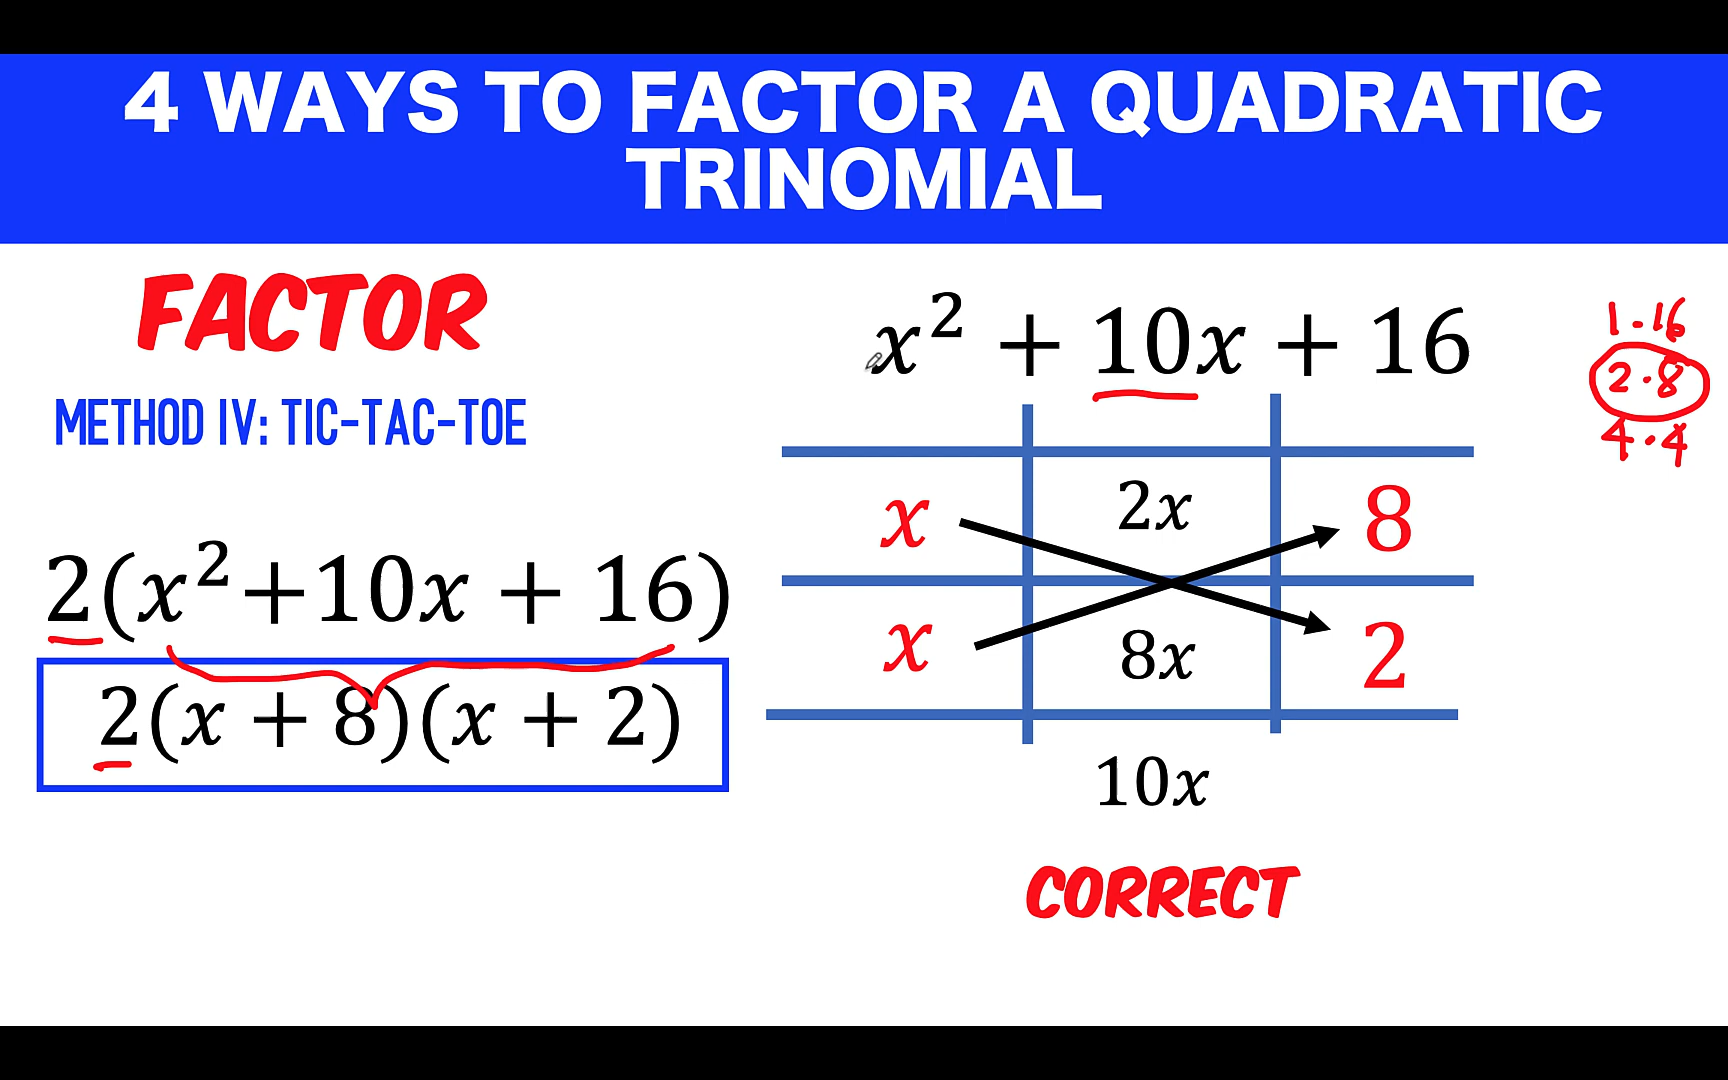 4 WAYS TO FACTOR A QUADRATIC
TRINOMIAL
FACTOR
METHOD IV: TIC-TAC-TOE
2(x²+10x + 16)
2(x + 8)(x + 2)
x² + 10x + 16
x 2x 8
x 8x 2
10x
CORRECT
1·16
2·8
4·4